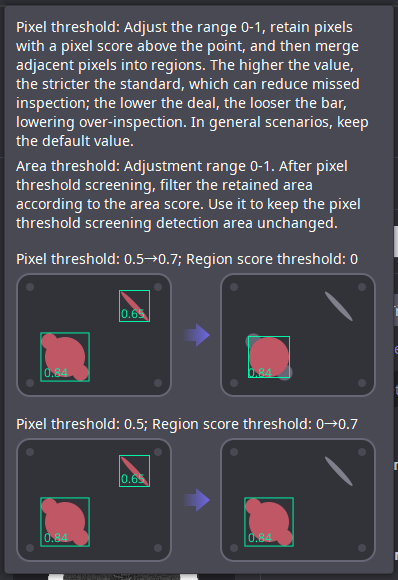 Pixel threshold: Adjust the range 0-1, retain pixels
with a pixel score above the point, and then merge
adjacent pixels into regions. The higher the value,
the stricter the standard, which can reduce missed
inspection; the lower the deal, the looser the bar,
lowering over-inspection. In general scenarios, keep
the default value.
Area threshold: Adjustment range 0-1. After pixel
threshold screening, filter the retained area
according to the area score. Use it to keep the pixel
threshold screening detection area unchanged.
Pixel threshold: 0.5→0.7; Region score threshold: 0
0.65
0.84
0.84
Pixel threshold: 0.5; Region score threshold: 0→0.7
0.65
0.84
0.84